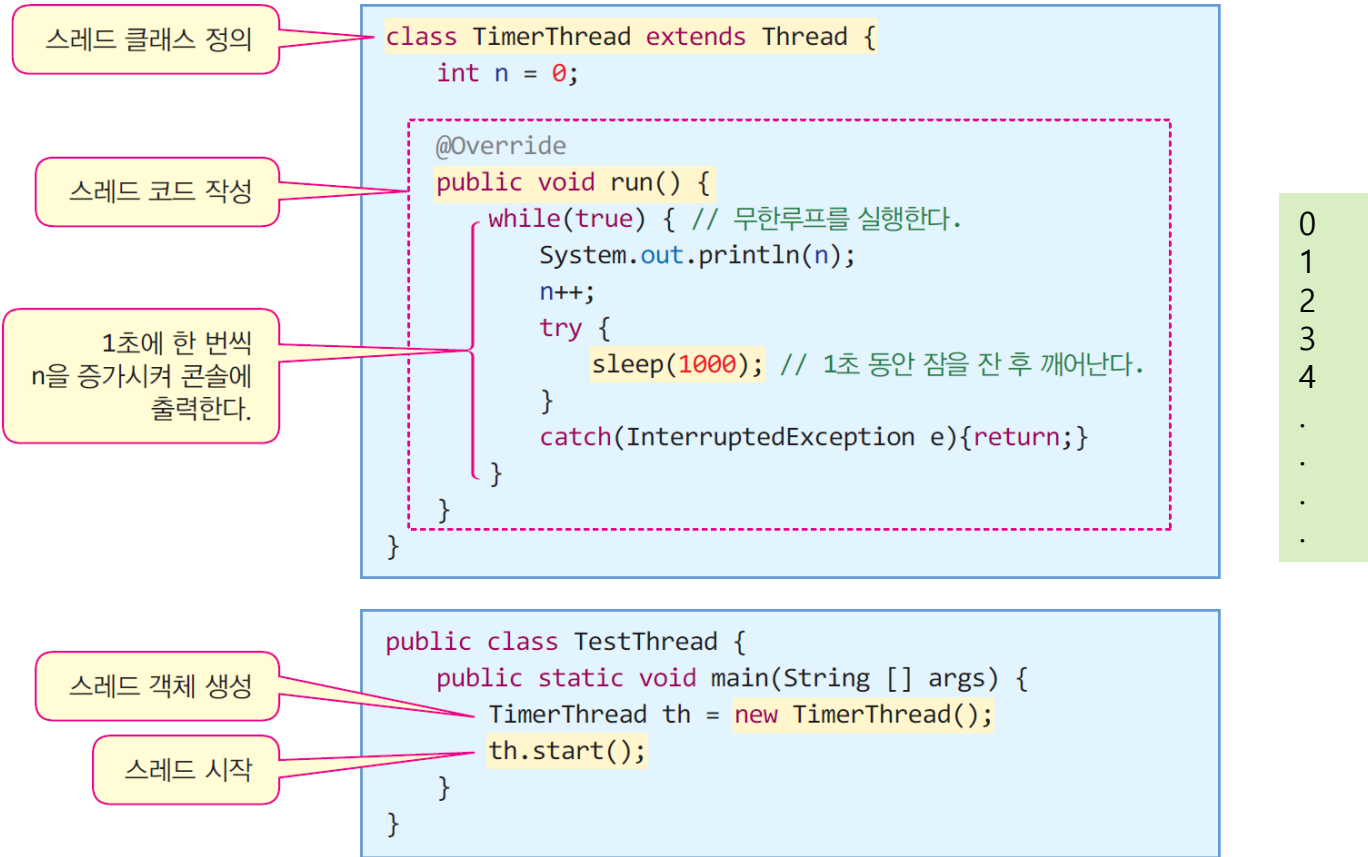 스레드 클래스 정의
class TimerThread extends Thread {
int n = 0;
@Override
스레드 코드 작성
public void run() {
while(true) { // 무한루프를 실행한다.
System.out.println(n);
n++;
try {
1초에 한 번씩
n을 증가시켜 콘솔에
출력한다.
sleep(1000); // 1초 동안 잠을 잔 후 깨어난다.
}
catch(InterruptedException e){return;}
}
}
}
0
1
2
3
4
.
.
.
.
public class TestThread {
public static void main(String [] args) {
스레드 객체 생성
TimerThread th = new TimerThread();
스레드 시작
th.start();
}
}